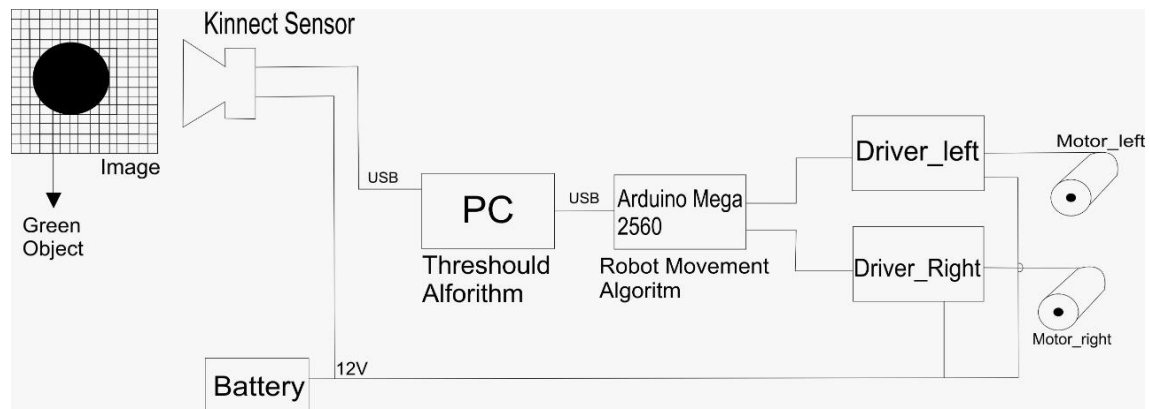 Kinnect Sensor
Image
Green
Object
USB
PC
Threshould
Alforithm
USB
Arduino Mega
2560
Robot Movement
Algoritm
Driver_left
Motor_left
Driver_Right
Motor_right
12V
Battery